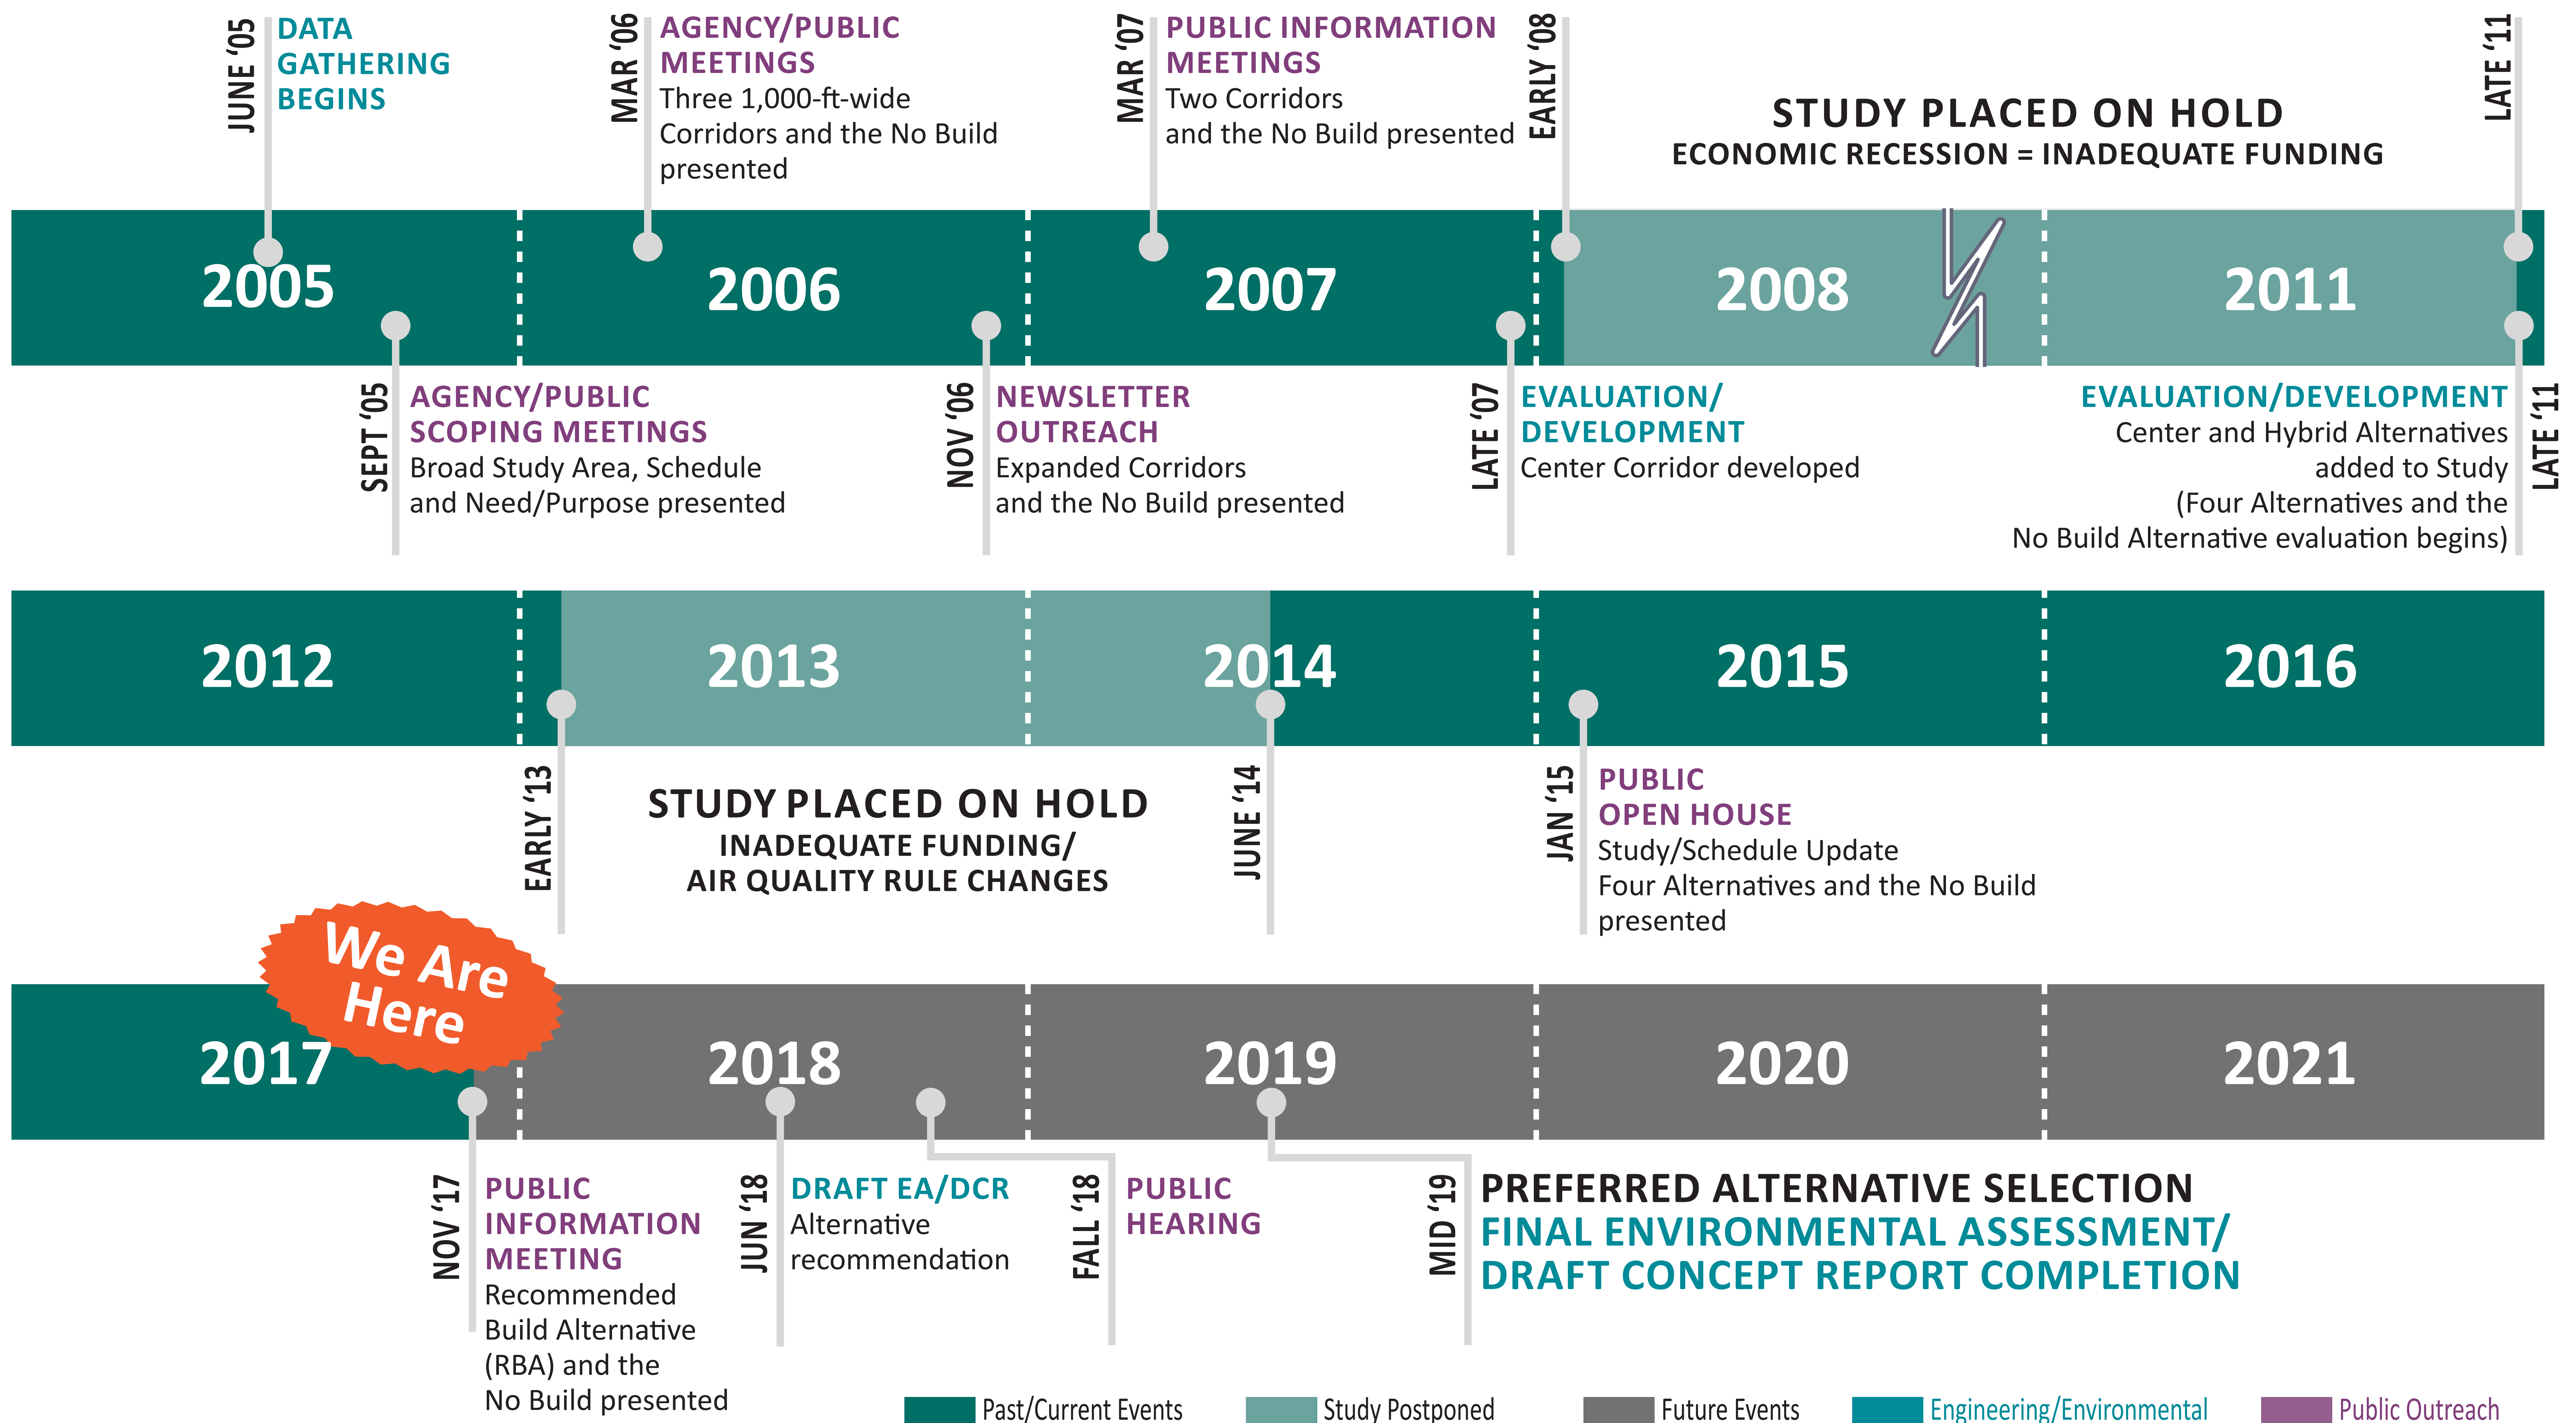 JUNE ‘05
DATA
GATHERING
BEGINS
MAR ‘06
AGENCY/PUBLIC
MEETINGS
Three 1,000-ft-wide
Corridors and the No Build
presented
MAR ‘07
PUBLIC INFORMATION
MEETINGS
Two Corridors
and the No Build presented
EARLY ‘08
STUDY PLACED ON HOLD
ECONOMIC RECESSION = INADEQUATE FUNDING
LATE ‘11
2005
2006
2007
2008
2011
SEPT ‘05
AGENCY/PUBLIC
SCOPING MEETINGS
Broad Study Area, Schedule
and Need/Purpose presented
NOV ‘06
NEWSLETTER
OUTREACH
Expanded Corridors
and the No Build presented
LATE ‘07
EVALUATION/
DEVELOPMENT
Center Corridor developed
EVALUATION/DEVELOPMENT
Center and Hybrid Alternatives
added to Study
(Four Alternatives and the
No Build Alternative evaluation begins)
LATE ‘11
2012
2013
2014
2015
2016
EARLY ‘13
STUDY PLACED ON HOLD
INADEQUATE FUNDING/
AIR QUALITY RULE CHANGES
JUNE ‘14
JAN ‘15
PUBLIC
OPEN HOUSE
Study/Schedule Update
Four Alternatives and the No Build
presented
We Are
Here
2017
2018
2019
2020
2021
NOV ‘17
PUBLIC
INFORMATION
MEETING
Recommended
Build Alternative
(RBA) and the
No Build presented
JUN ‘18
DRAFT EA/DCR
Alternative
recommendation
FALL ‘18
PUBLIC
HEARING
MID ‘19
PREFERRED ALTERNATIVE SELECTION
FINAL ENVIRONMENTAL ASSESSMENT/
DRAFT CONCEPT REPORT COMPLETION
Past/Current Events
Study Postponed
Future Events
Engineering/Environmental
Public Outreach